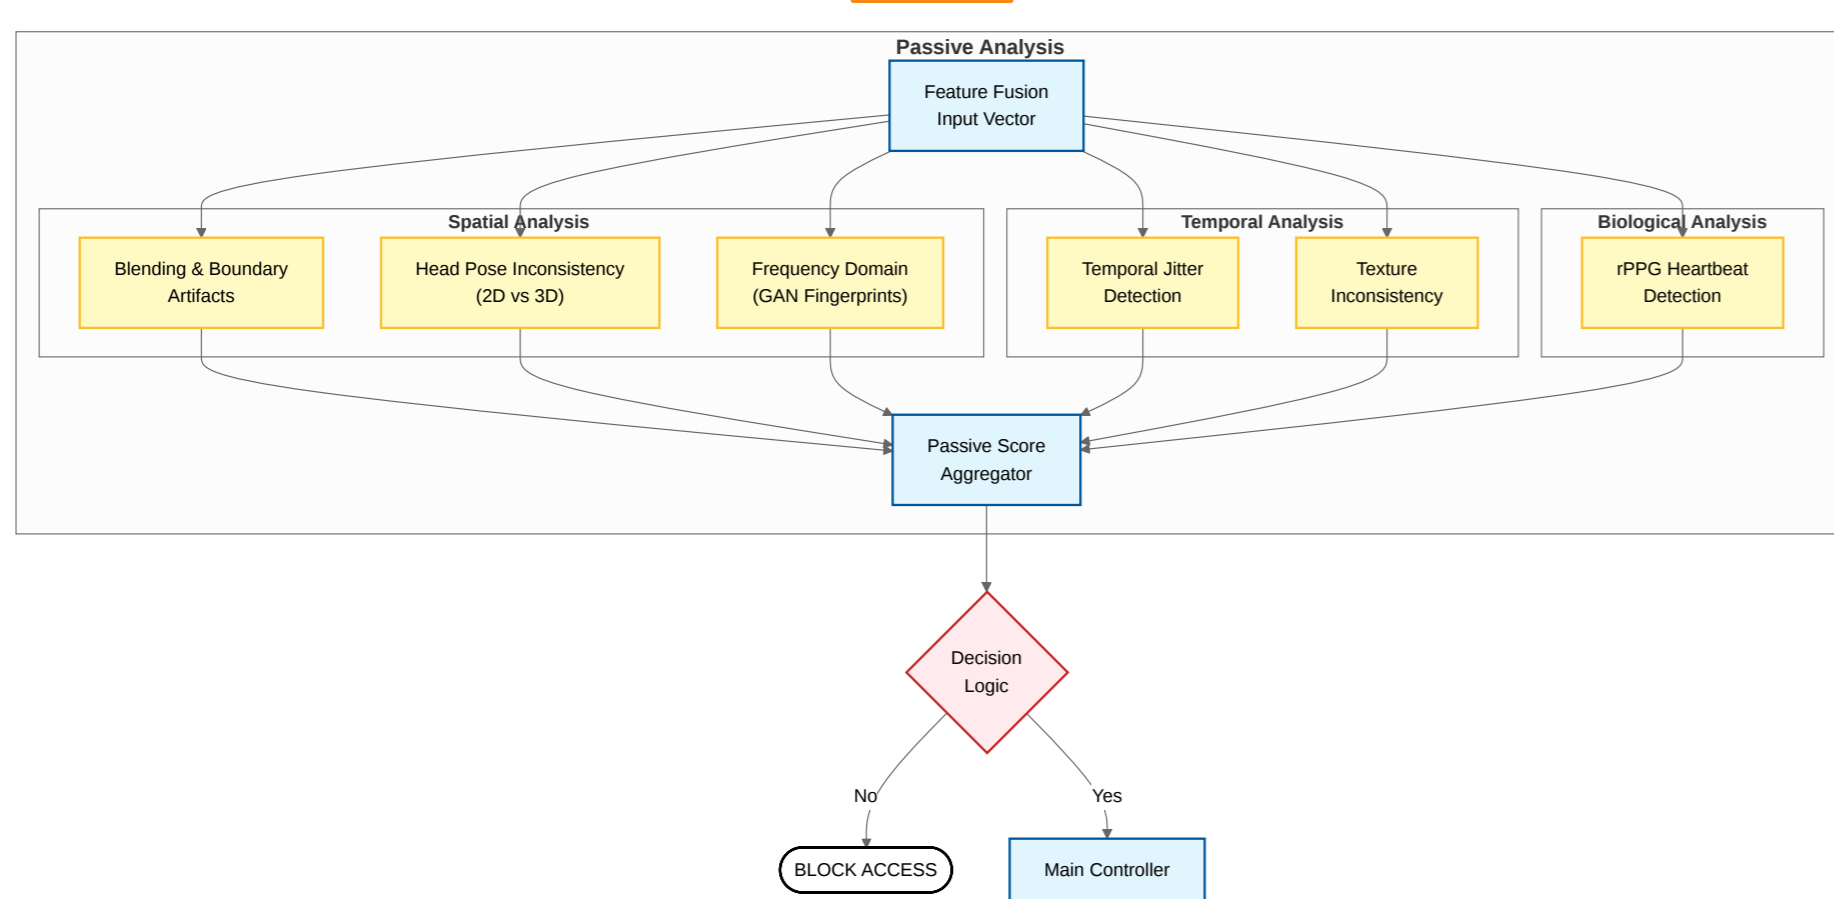 Passive Analysis
Feature Fusion
Input Vector
Spatial Analysis
Temporal Analysis
Biological Analysis
Blending & Boundary
Artifacts
Head Pose Inconsistency
(2D vs 3D)
Frequency Domain
(GAN Fingerprints)
Temporal Jitter
Detection
Texture
Inconsistency
rPPG Heartbeat
Detection
Passive Score
Aggregator
Decision
Logic
No
Yes
BLOCK ACCESS
Main Controller